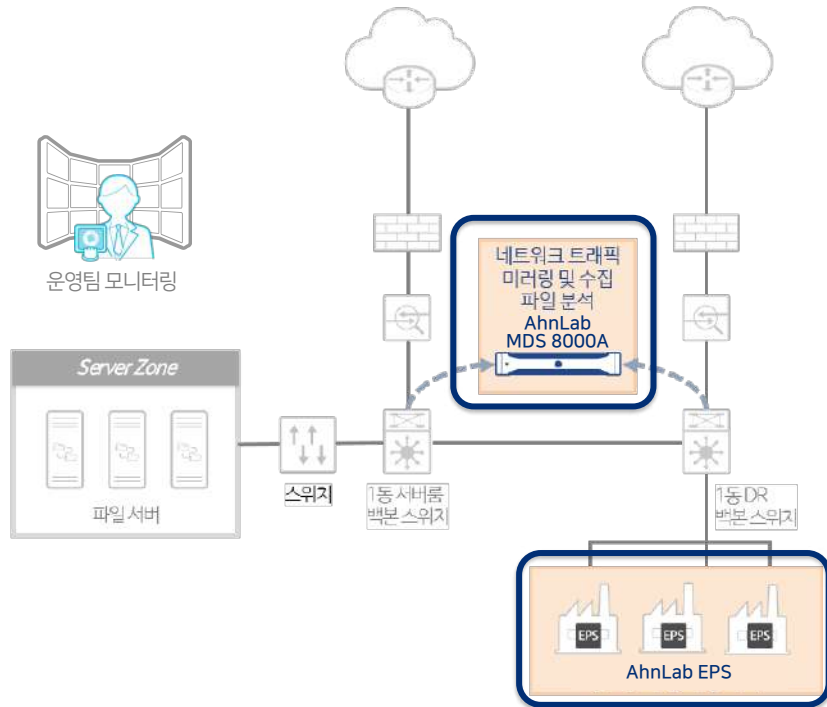 운영팀 모니터링
네트워크 트래픽
미러링 및 수집
파일 분석
AhnLab
MDS 8000A
Server Zone
파일 서버
스위치
1동 서버룸
백본 스위치
1동 DR
백본 스위치
EPS
EPS
EPS
AhnLab EPS